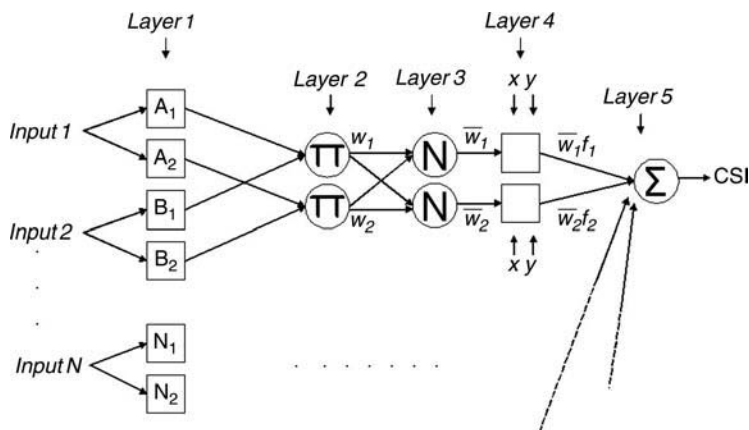 Layer 1
Layer 2
Layer 3
Layer 4
x y
Layer 5
Input 1
A₁
A₂
Π
w₁
N
w̅₁
w̅₁f₁
Σ
CSI
Input 2
B₁
B₂
Π
w₂
N
w̅₂
w̅₂f₂
x y
Input N
N₁
N₂